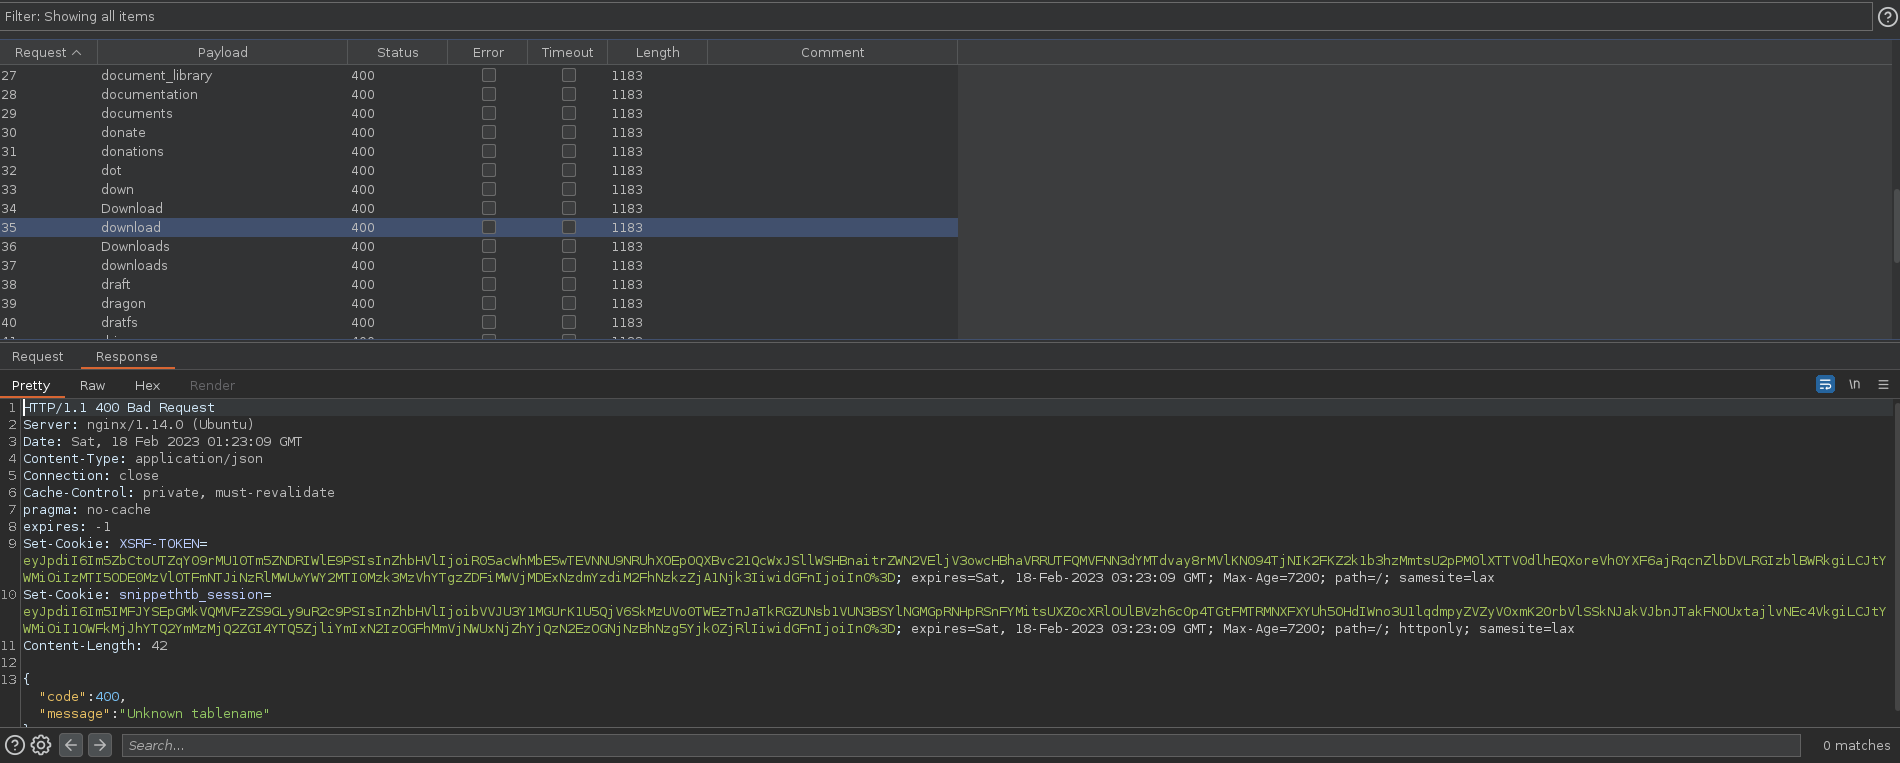 Filter: Showing all items
Request Payload Status Error Timeout Length Comment
27 document_library 400 1183
28 documentation 400 1183
29 documents 400 1183
30 donate 400 1183
31 donations 400 1183
32 dot 400 1183
33 down 400 1183
34 Download 400 1183
35 download 400 1183
36 Downloads 400 1183
37 downloads 400 1183
38 draft 400 1183
39 dragon 400 1183
40 dratfs 400 1183
Request Response
Pretty Raw Hex Render \n
1 HTTP/1.1 400 Bad Request
2 Server: nginx/1.14.0 (Ubuntu)
3 Date: Sat, 18 Feb 2023 01:23:09 GMT
4 Content-Type: application/json
5 Connection: close
6 Cache-Control: private, must-revalidate
7 pragma: no-cache
8 expires: -1
9 Set-Cookie: XSRF-TOKEN=
; expires=Sat, 18-Feb-2023 03:23:09 GMT; Max-Age=7200; path=/; samesite=lax
10 Set-Cookie: snippethtb_session=
; expires=Sat, 18-Feb-2023 03:23:09 GMT; Max-Age=7200; path=/; httponly; samesite=lax
11 Content-Length: 42
12
13 {
"code":400,
"message":"Unknown tablename"
Search...
0 matches